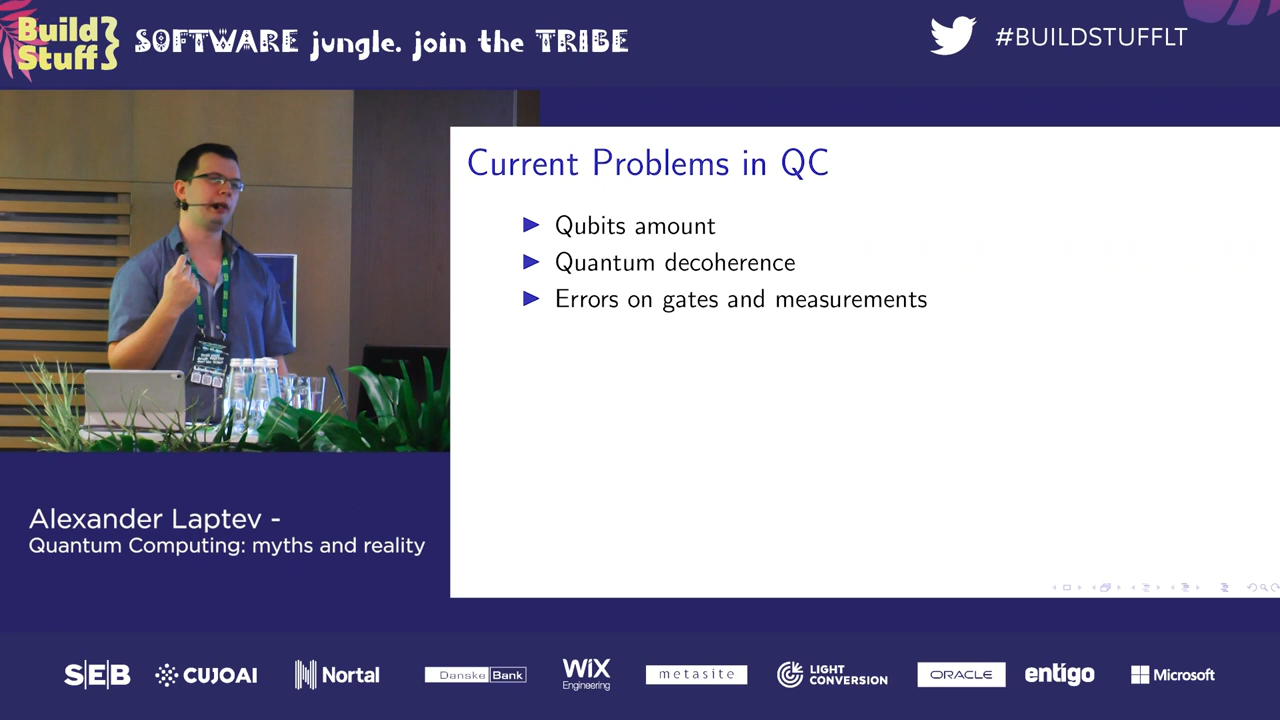 Build
Stuff
SOFTWARE jungle. join the TRIBE
#BUILDSTUFFLT
Current Problems in QC
Qubits amount
Quantum decoherence
Errors on gates and measurements
Alexander Laptev -
Quantum Computing: myths and reality
SEB
CUJOAI
Nortal
Danske Bank
WiX
Engineering
metasite
LIGHT
CONVERSION
ORACLE
entigo
Microsoft